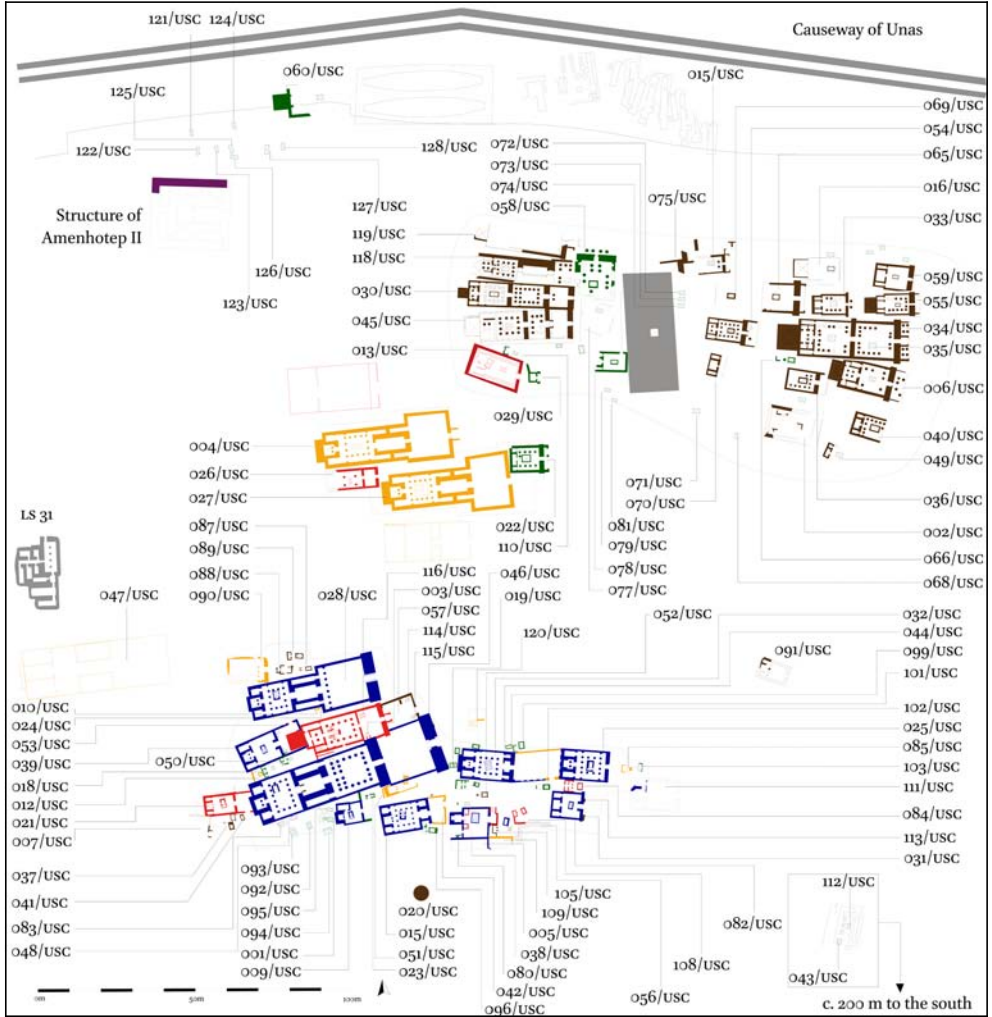 121/USC
124/USC
Causeway of Unas
060/USC
015/USC
125/USC
069/USC
054/USC
122/USC
128/USC
072/USC
065/USC
073/USC
074/USC
016/USC
058/USC
075/USC
033/USC
Structure of
Amenhotep II
127/USC
119/USC
118/USC
126/USC
059/USC
030/USC
123/USC
055/USC
045/USC
034/USC
013/USC
035/USC
006/USC
029/USC
040/USC
004/USC
049/USC
026/USC
071/USC
027/USC
070/USC
036/USC
LS 31
087/USC
022/USC
081/USC
002/USC
089/USC
110/USC
079/USC
066/USC
088/USC
116/USC
046/USC
078/USC
068/USC
047/USC
090/USC
028/USC
003/USC
019/USC
077/USC
057/USC
052/USC
032/USC
114/USC
120/USC
044/USC
115/USC
091/USC
099/USC
101/USC
010/USC
102/USC
024/USC
025/USC
053/USC
085/USC
039/USC
050/USC
103/USC
018/USC
111/USC
012/USC
084/USC
021/USC
113/USC
007/USC
031/USC
037/USC
093/USC
105/USC
112/USC
041/USC
092/USC
020/USC
109/USC
083/USC
095/USC
015/USC
005/USC
082/USC
048/USC
094/USC
051/USC
038/USC
108/USC
001/USC
023/USC
080/USC
043/USC
009/USC
042/USC
056/USC
096/USC
0m
50m
100m
c. 200 m to the south